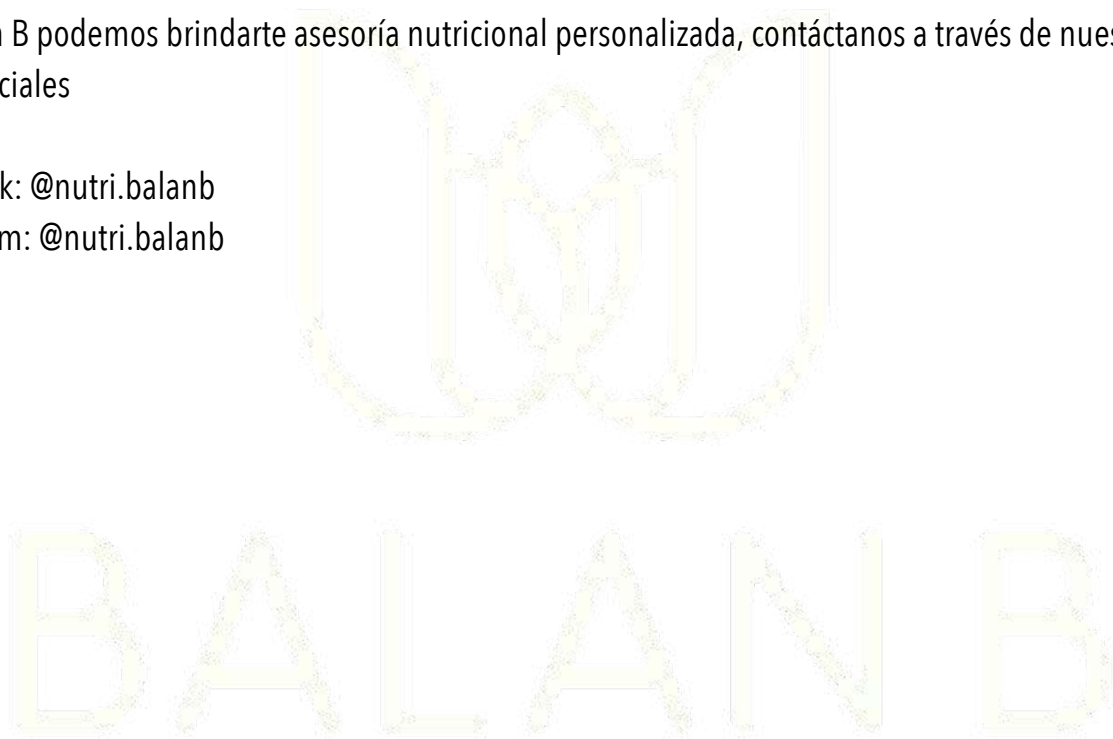 B podemos brindarte asesoría nutricional personalizada, contáctanos a través de nues
ciales
k: @nutri.balanb
m: @nutri.balanb
BALAN B